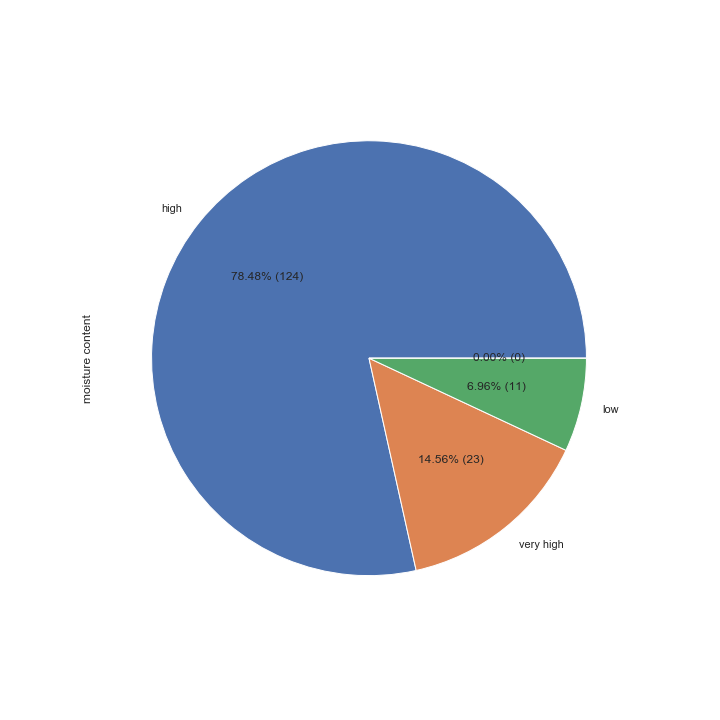 high
78.48% (124)
moisture content
0.00% (0)
6.96% (11)
low
14.56% (23)
very high